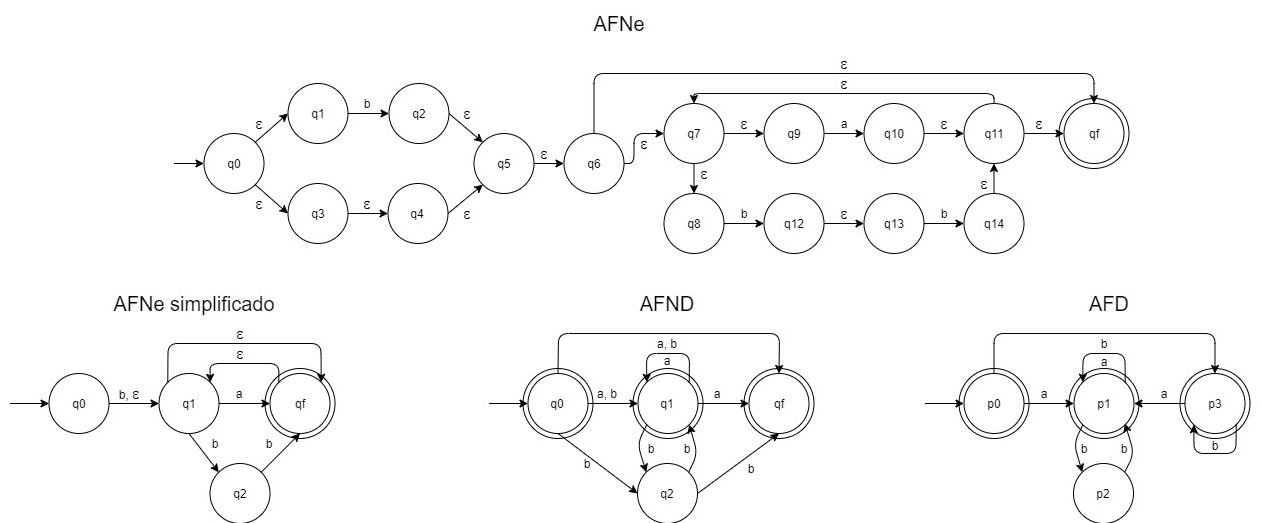 AFNe
ε
ε
q1 b q2 ε ε
q7 ε q9 a q10 ε q11 ε qf
q0 q5 ε q6 ε
ε ε ε ε
q3 ε q4 ε
q8 b q12 ε q13 b q14
AFNe simplificado AFND AFD
ε a, b b
ε a a
q0 b, ε q1 a qf q0 a, b q1 a qf p0 a p1 a p3
b b b b b b b b b
q2 q2 p2